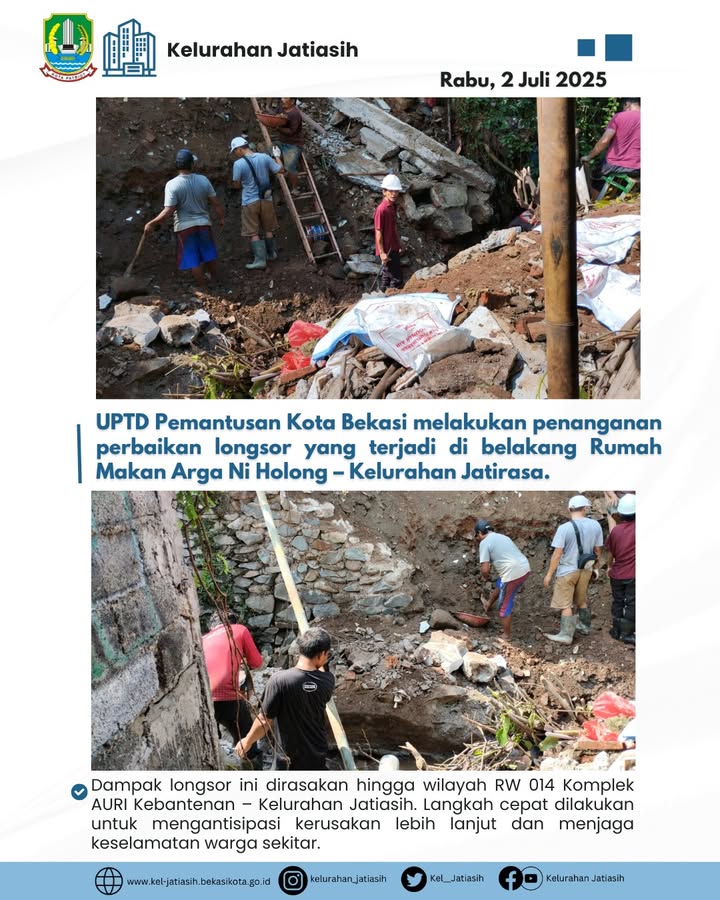 Kelurahan Jatiasih
Rabu, 2 Juli 2025
UPTD Pemantusan Kota Bekasi melakukan penanganan
perbaikan longsor yang terjadi di belakang Rumah
Makan Arga Ni Holong – Kelurahan Jatirasa.
Dampak longsor ini dirasakan hingga wilayah RW 014 Komplek
AURI Kebantenan – Kelurahan Jatiasih. Langkah cepat dilakukan
untuk mengantisipasi kerusakan lebih lanjut dan menjaga
keselamatan warga sekitar.
www.kel-jatiasih.bekasikota.go.id kelurahan_jatiasih Kel__Jatiasih Kelurahan Jatiasih